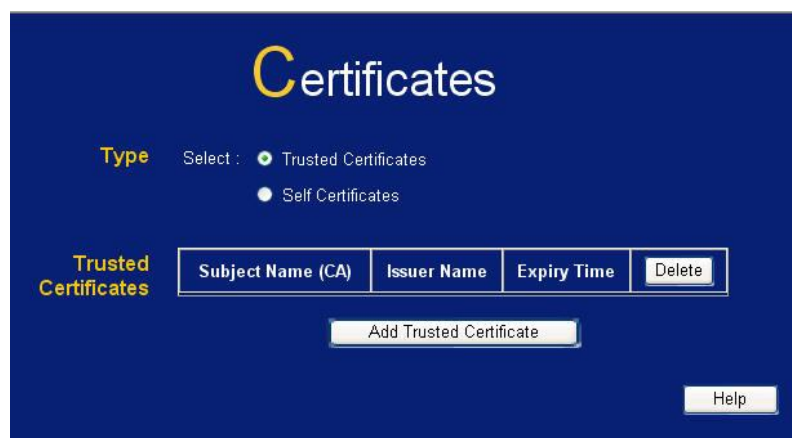 Certificates
Type Select : Trusted Certificates
Self Certificates
Trusted Certificates
Subject Name (CA) Issuer Name Expiry Time Delete
Add Trusted Certificate
Help